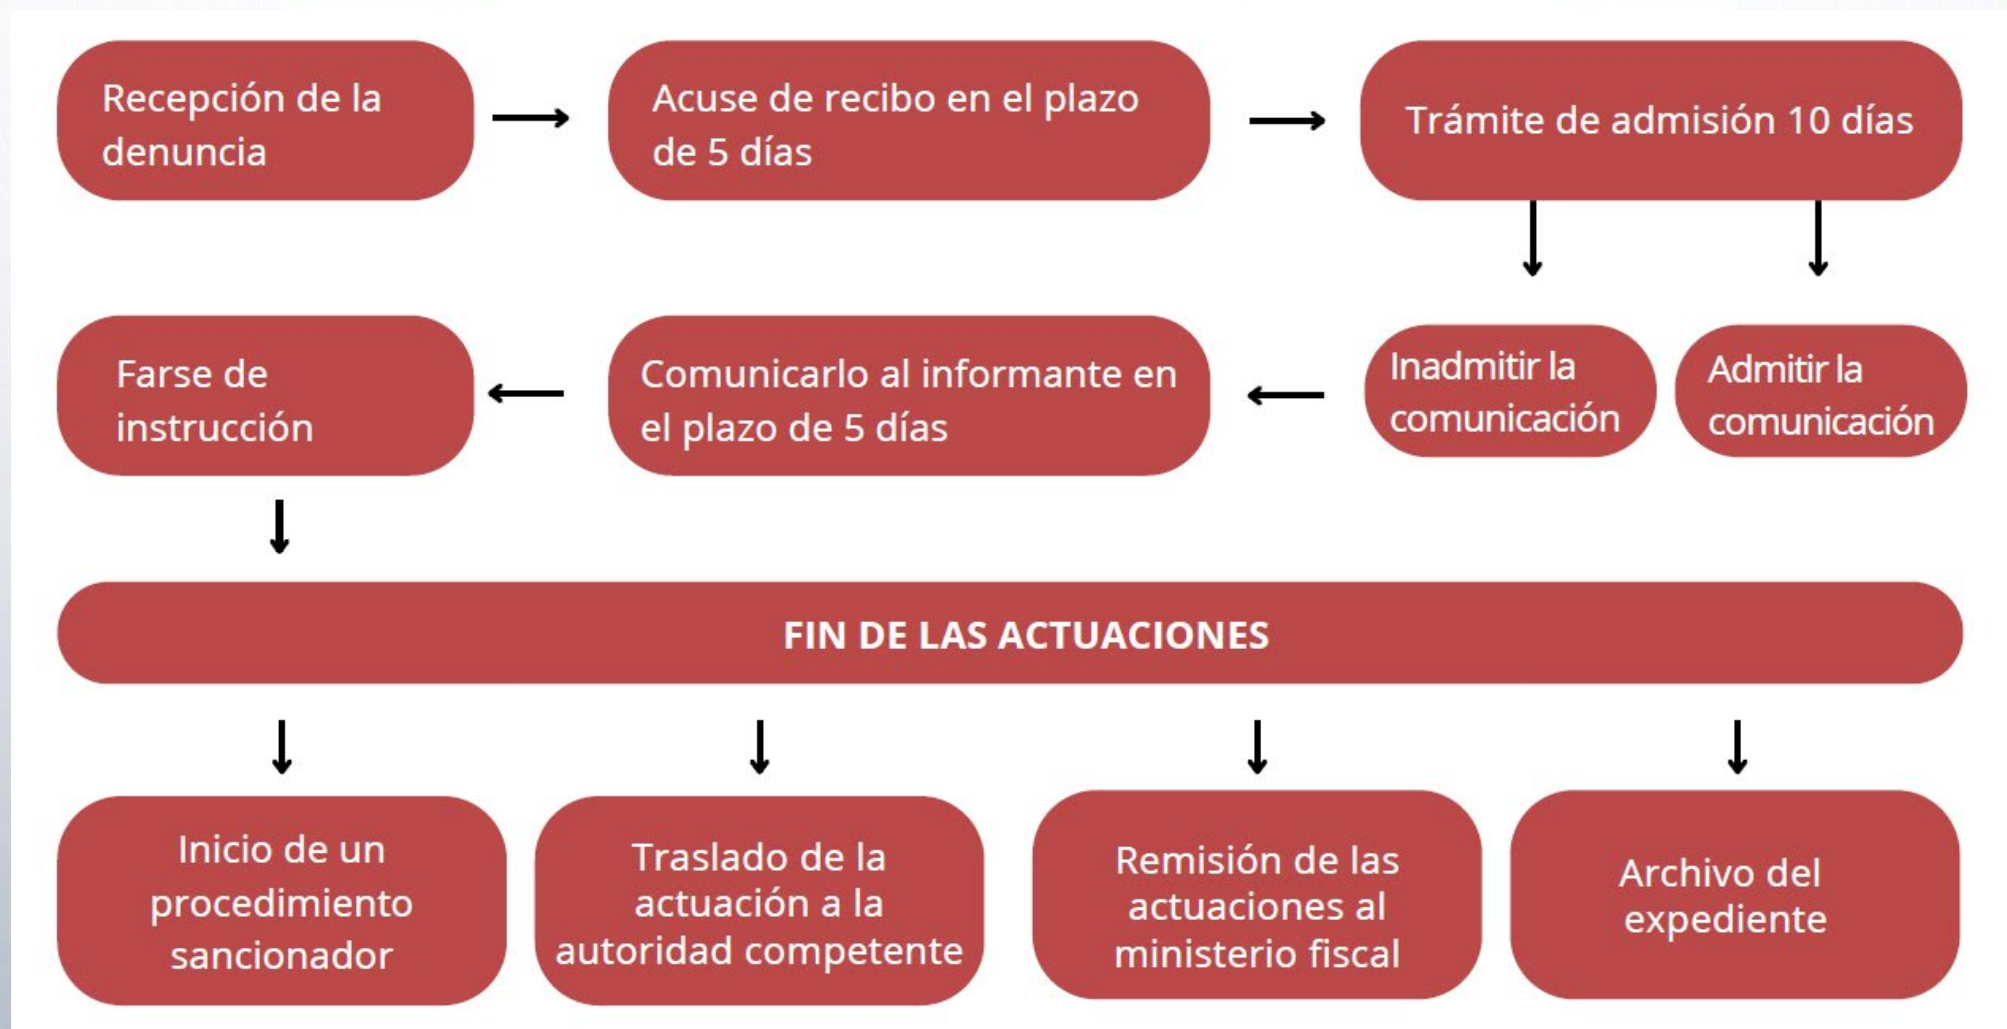 Recepción de la
denuncia
Acuse de recibo en el plazo
de 5 días
Trámite de admisión 10 días
Farse de
instrucción
Comunicarlo al informante en
el plazo de 5 días
Inadmitir la
comunicación
Admitir la
comunicación
FIN DE LAS ACTUACIONES
Inicio de un
procedimiento
sancionador
Traslado de la
actuación a la
autoridad competente
Remisión de las
actuaciones al
ministerio fiscal
Archivo del
expediente